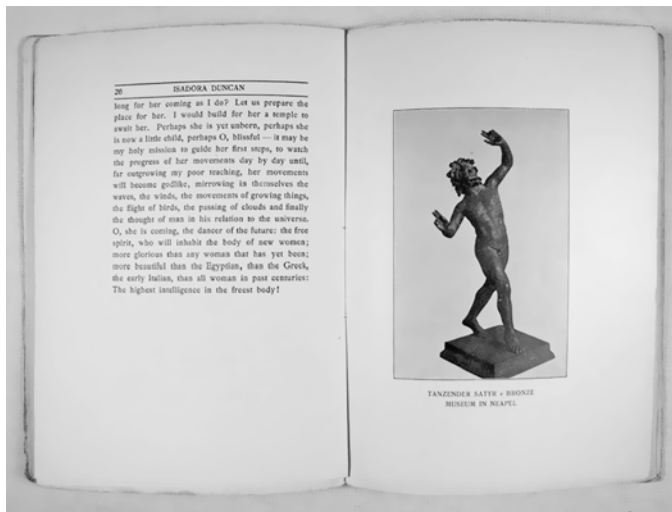 26 ISADORA DUNCAN
long for her coming as I do? Let us prepare the
place for her. I would build for her a temple to
await her. Perhaps she is yet unborn, perhaps she
is now a little child, perhaps O, blissful — it may be
my holy mission to guide her first steps, to watch
the progress of her movements day by day until,
far outgrowing my poor teaching, her movements
will become godlike, mirrowing in themselves the
waves, the winds, the movements of growing things,
the flight of birds, the passing of clouds and finally
the thought of man in his relation to the universe.
O, she is coming, the dancer of the future: the free
spirit, who will inhabit the body of new women;
more glorious than any woman that has yet been;
more beautiful than the Egyptian, than the Greek,
the early Italian, than all woman in past centuries:
The highest intelligence in the freest body!
TANZENDER SATYR • BRONZE
MUSEUM IN NEAPEL